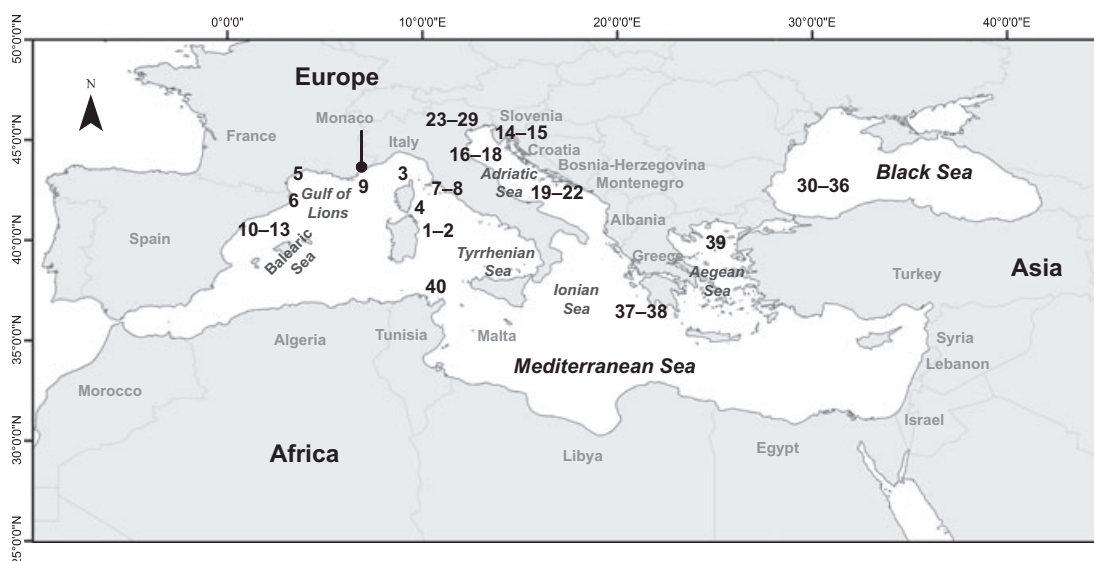 0°0'0"
10°0'0"E
20°0'0"E
30°0'0"E
40°0'0"E
50°0'0"N
45°0'0"N
40°0'0"N
35°0'0"N
30°0'0"N
25°0'0"N
N
Europe
Monaco
France
Italy
23–29
Slovenia
14–15
Croatia
16–18
Bosnia-Herzegovina
Montenegro
Adriatic
Sea
19–22
Black Sea
30–36
5
3
9
7–8
6
Gulf of
Lions
4
1–2
10–13
Balearic
Sea
Spain
Albania
Greece
39
Aegean
Sea
Tyrrhenian
Sea
Ionian
Sea
37–38
Turkey
Asia
40
Algeria
Tunisia
Malta
Mediterranean Sea
Syria
Lebanon
Israel
Morocco
Africa
Libya
Egypt